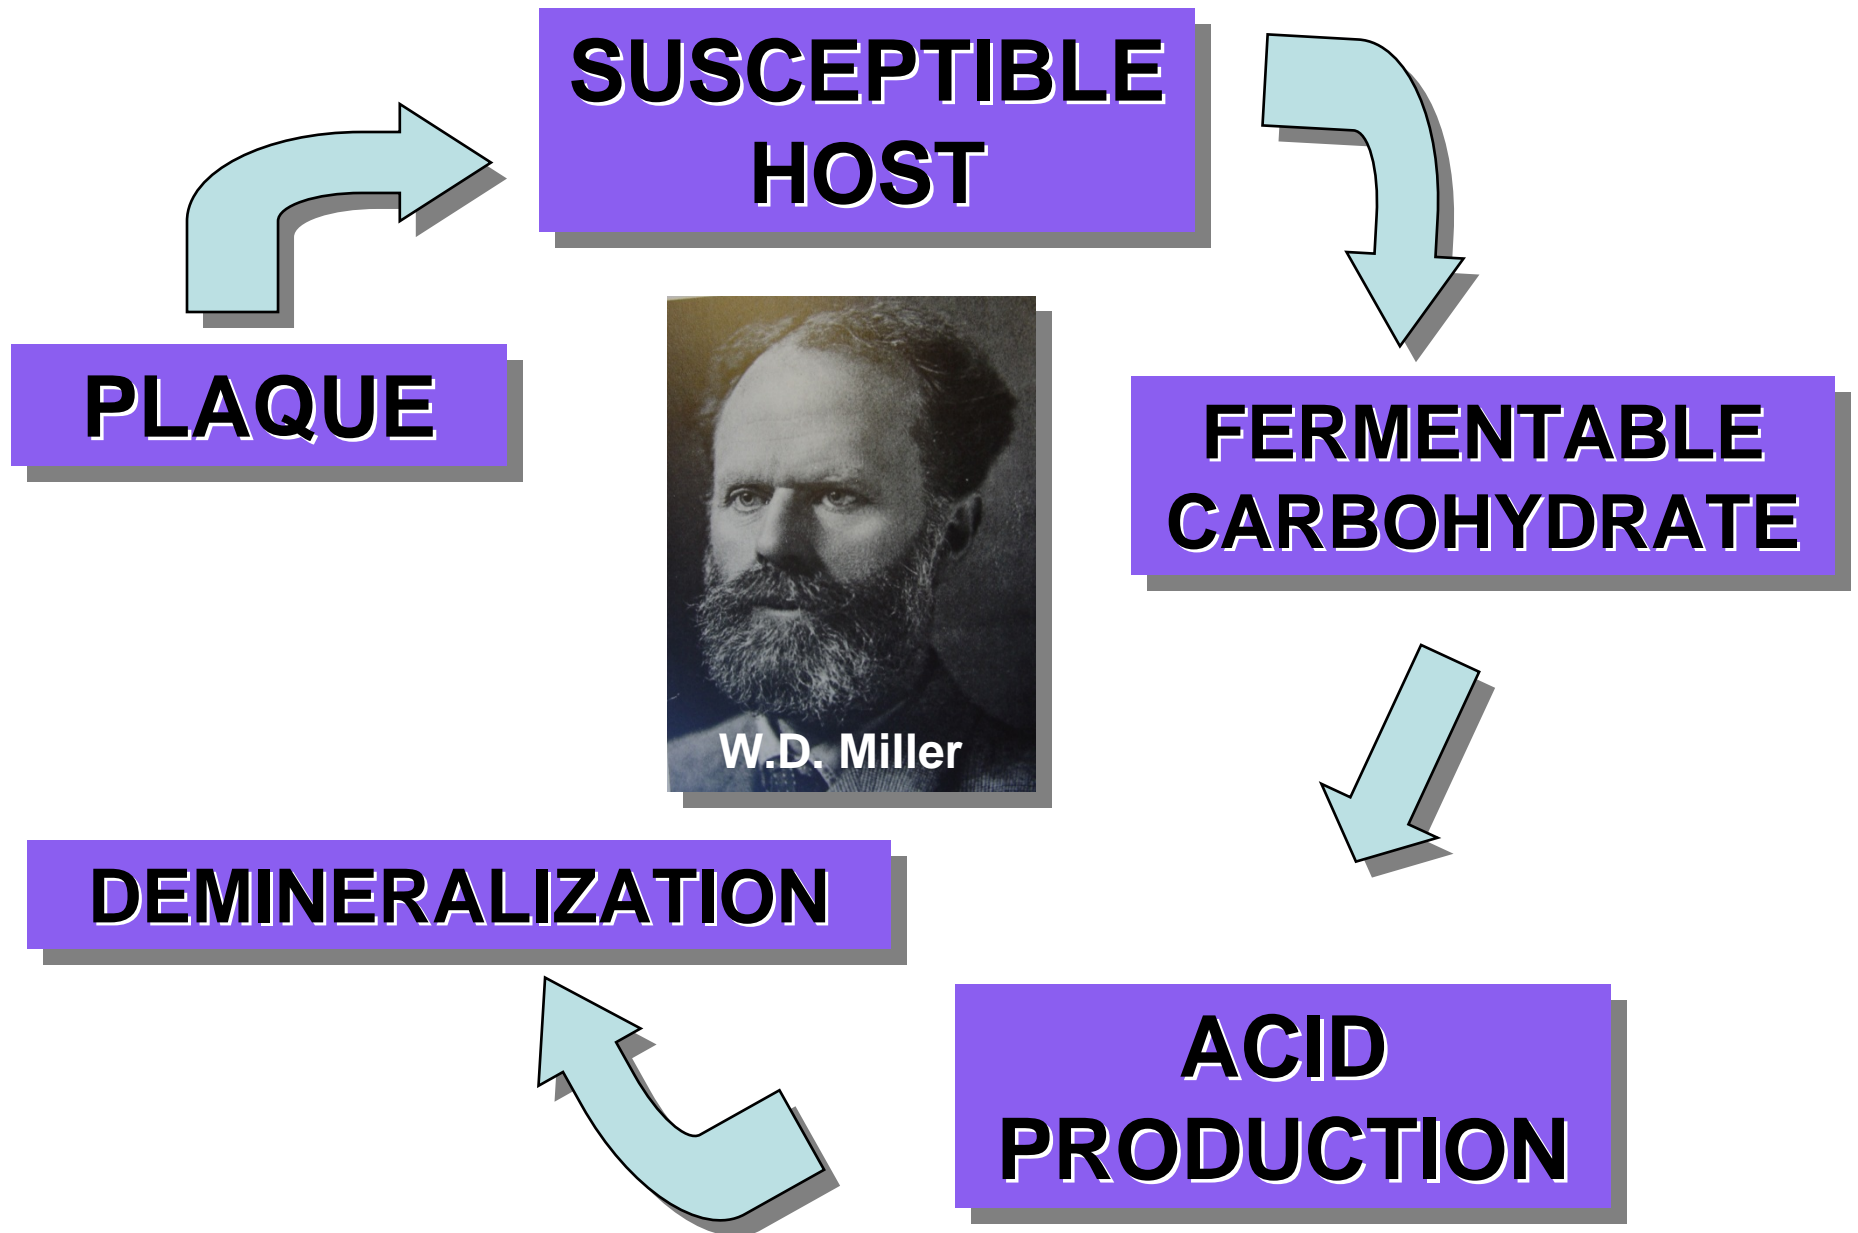 SUSCEPTIBLE
HOST
PLAQUE
FERMENTABLE
CARBOHYDRATE
W.D. Miller
DEMINERALIZATION
ACID
PRODUCTION